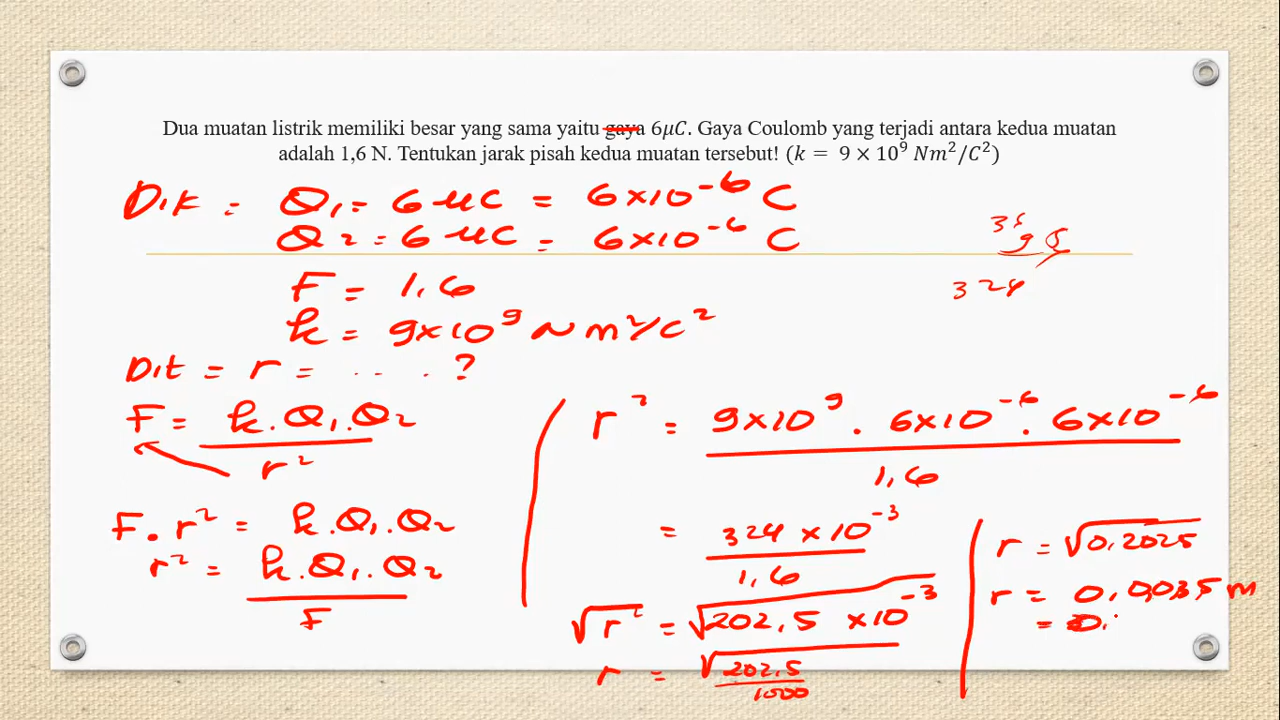 Dua muatan listrik memiliki besar yang sama yaitu gaya 6μC. Gaya Coulomb yang terjadi antara kedua muatan
adalah 1,6 N. Tentukan jarak pisah kedua muatan tersebut! (k = 9 × 10⁹ Nm²/C²)
Dik : Q₁ = 6 μC = 6×10⁻⁶ C
Q₂ = 6 μC = 6×10⁻⁶ C
F = 1,6
k = 9×10⁹ Nm²/C²
36
9
324
Dit = r = .... ?
F = k.Q₁.Q₂
r²
F . r² = k.Q₁.Q₂
r² = k.Q₁.Q₂
F
r² = 9×10⁹ . 6×10⁻⁶ . 6×10⁻⁶
1,6
= 324 × 10⁻³
1,6
√r² = √202,5 ×10⁻³
r = √202,5
1000
r = √0,2025
r = m
= 0,